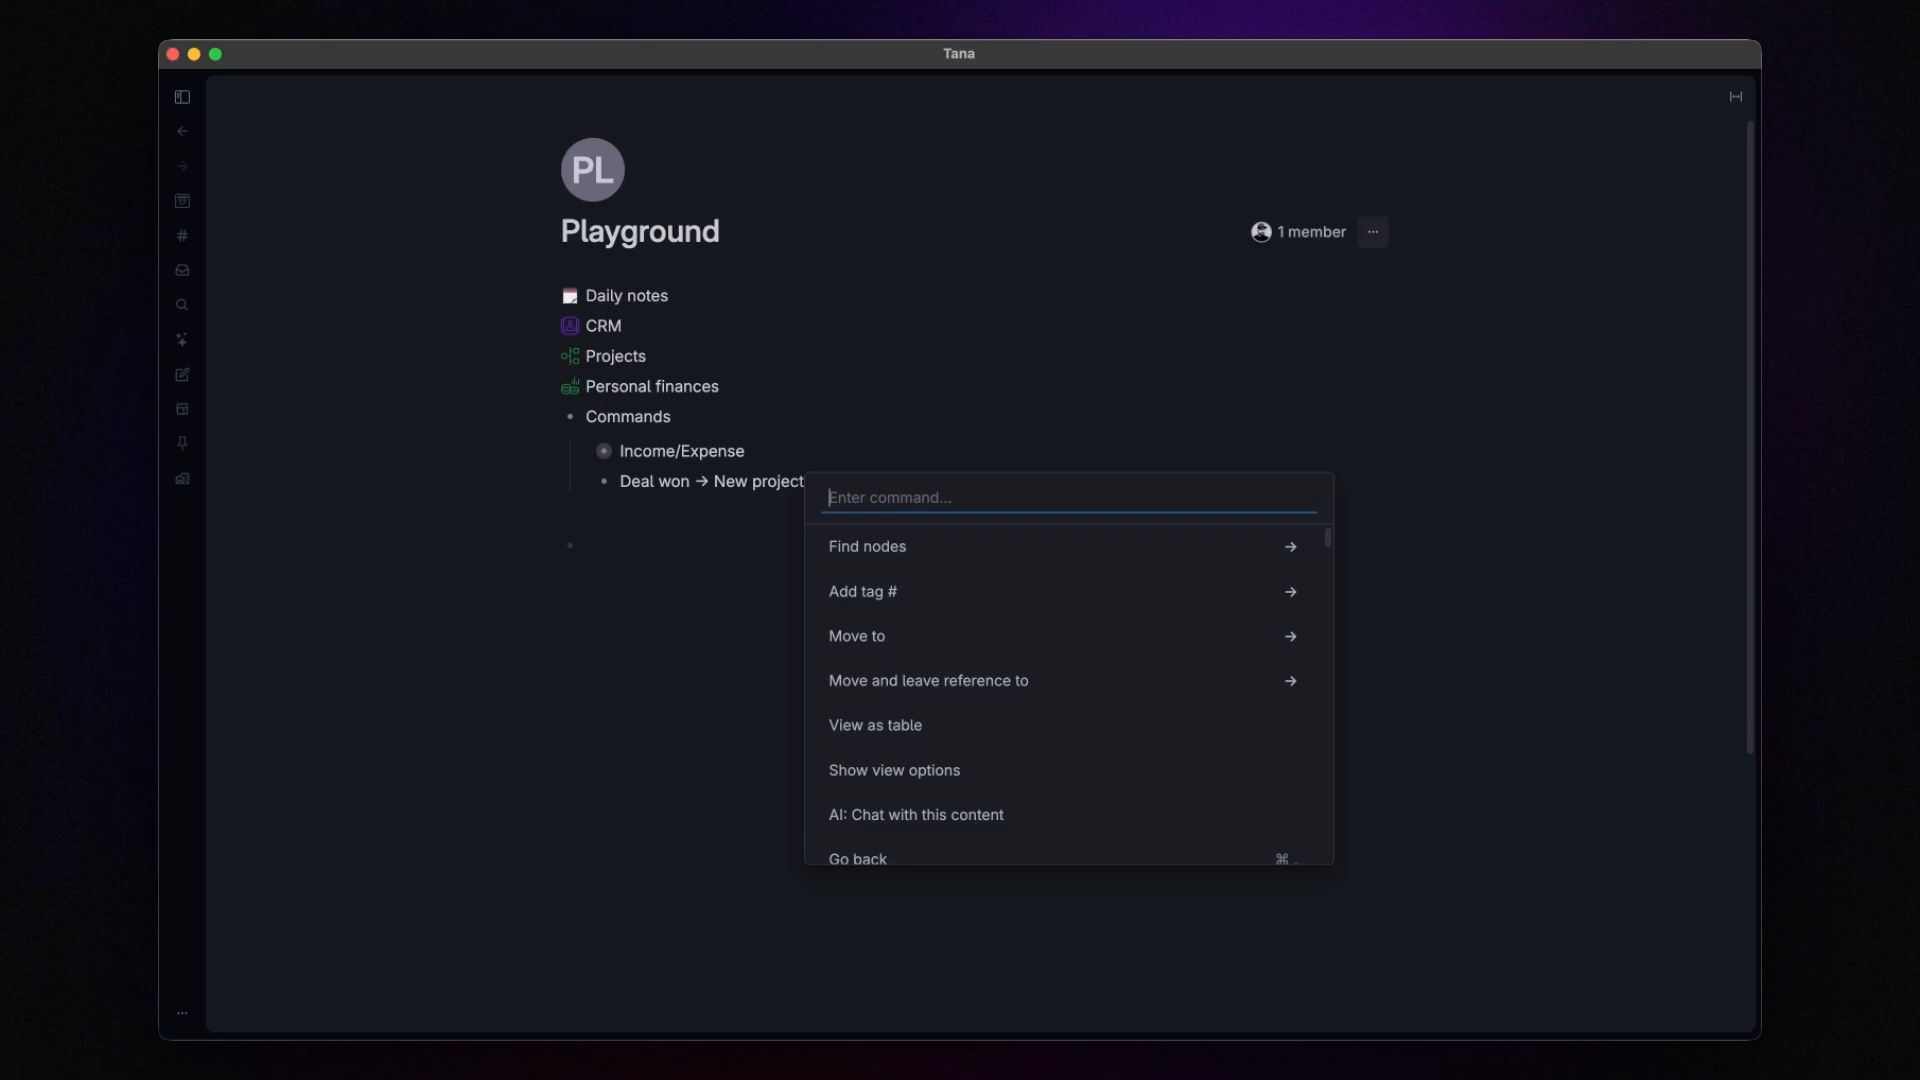 Tana
PL
Playground
1 member
Daily notes
CRM
Projects
Personal finances
Commands
Income/Expense
Deal won → New project
Enter command...
Find nodes
Add tag #
Move to
Move and leave reference to
View as table
Show view options
AI: Chat with this content
Go back ⌘